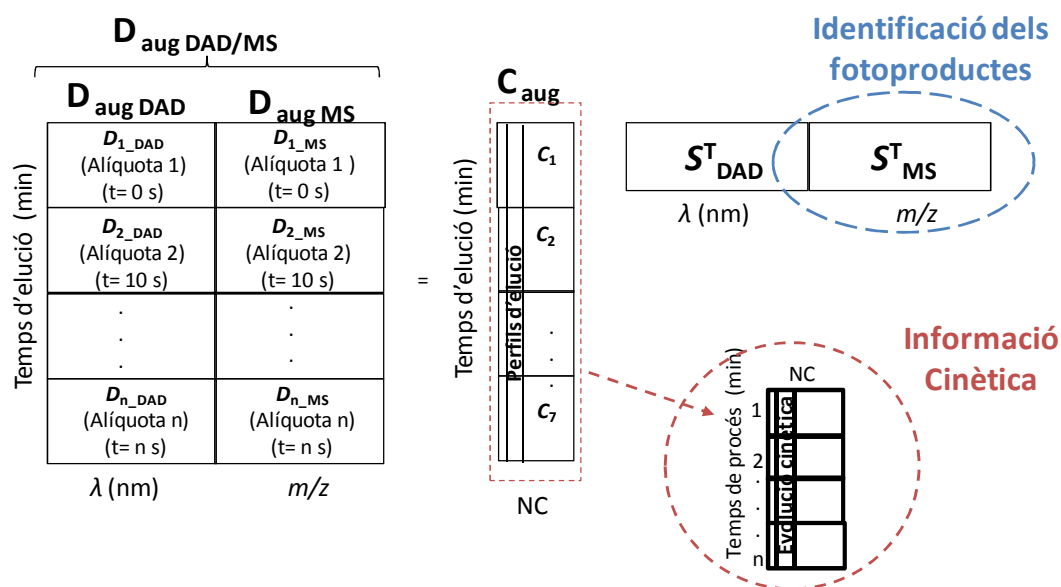 D aug DAD/MS
D aug DAD
D aug MS
Temps d'elució (min)
D1_DAD
(Alíquota 1)
(t= 0 s)
D1_MS
(Alíquota 1 )
(t= 0 s)
D2_DAD
(Alíquota 2)
(t= 10 s)
D2_MS
(Alíquota 2)
(t= 10 s)
.
.
.
.
.
.
Dn_DAD
(Alíquota n)
(t= n s)
Dn_MS
(Alíquota n)
(t= n s)
λ (nm)
m/z
=
C aug
Temps d'elució (min)
Perfils d'elució
C1
C2
.
.
.
C7
NC
Identificació dels
fotoproductes
S^T DAD
S^T MS
λ (nm)
m/z
Informació
Cinètica
NC
Temps de procés (min)
1
2
.
.
n
Evolució cinètica